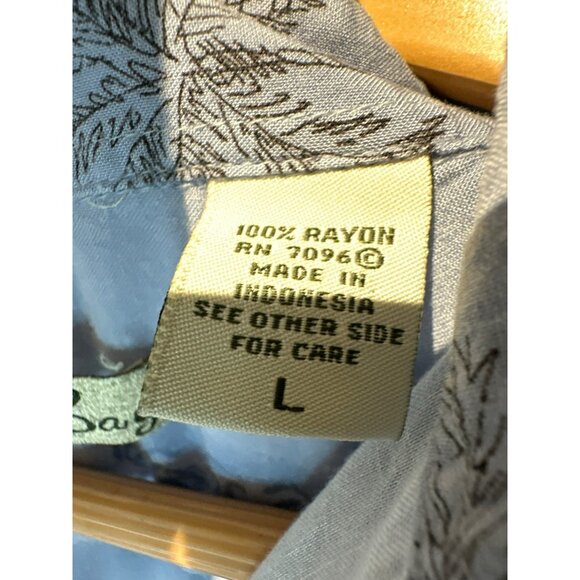 100% RAYON
RN 7096©
MADE IN
INDONESIA
SEE OTHER SIDE
FOR CARE
L